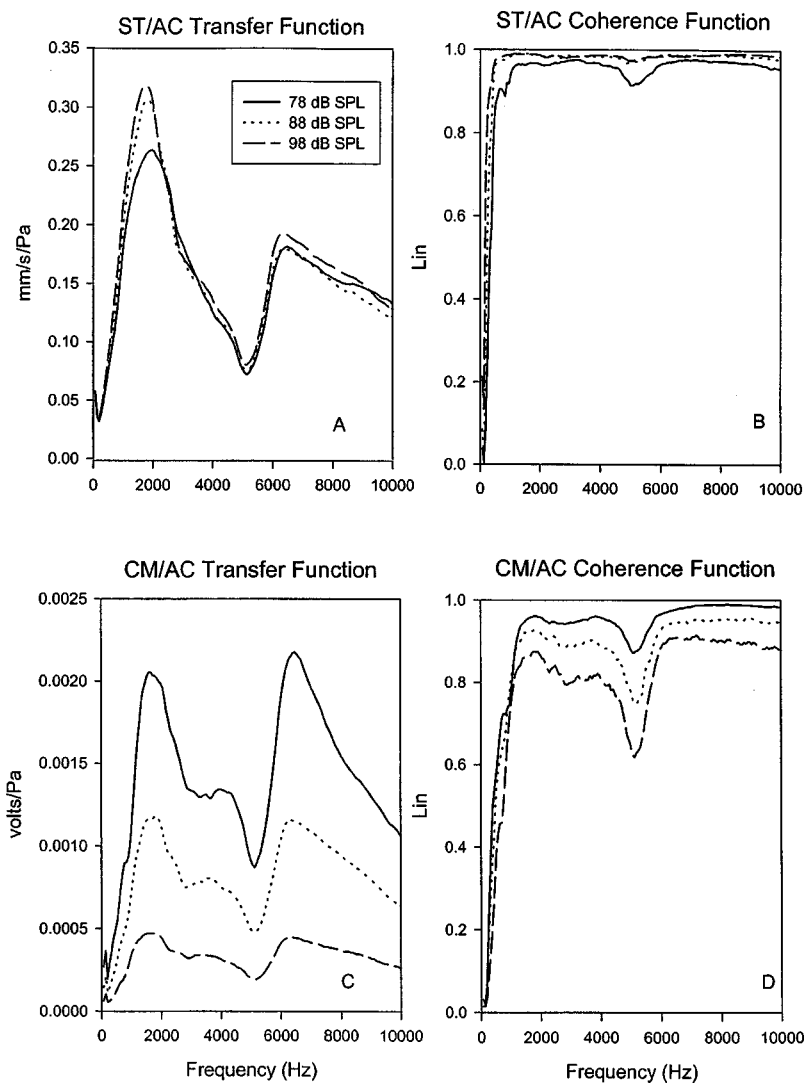 ST/AC Transfer Function
0.35
0.30
0.25
0.20
0.15
0.10
0.05
0.00
mm/s/Pa
78 dB SPL
88 dB SPL
98 dB SPL
A
0 2000 4000 6000 8000 10000
ST/AC Coherence Function
1.0
0.8
0.6
0.4
0.2
0.0
Lin
B
0 2000 4000 6000 8000 10000
CM/AC Transfer Function
0.0025
0.0020
0.0015
0.0010
0.0005
0.0000
volts/Pa
C
0 2000 4000 6000 8000 10000
Frequency (Hz)
CM/AC Coherence Function
1.0
0.8
0.6
0.4
0.2
0.0
Lin
D
0 2000 4000 6000 8000 10000
Frequency (Hz)